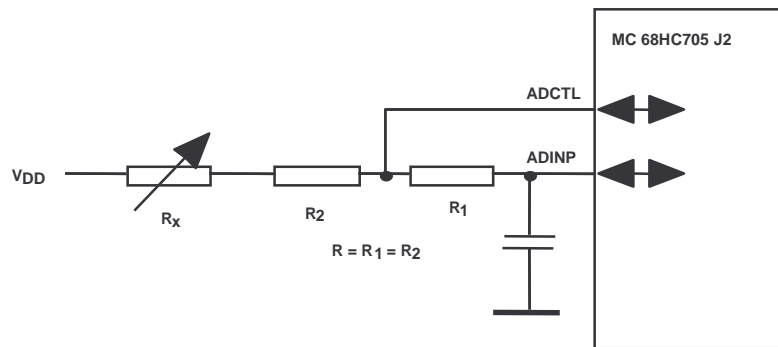 MC 68HC705 J2
ADCTL
ADINP
VDD
Rx
R2
R1
R = R1 = R2